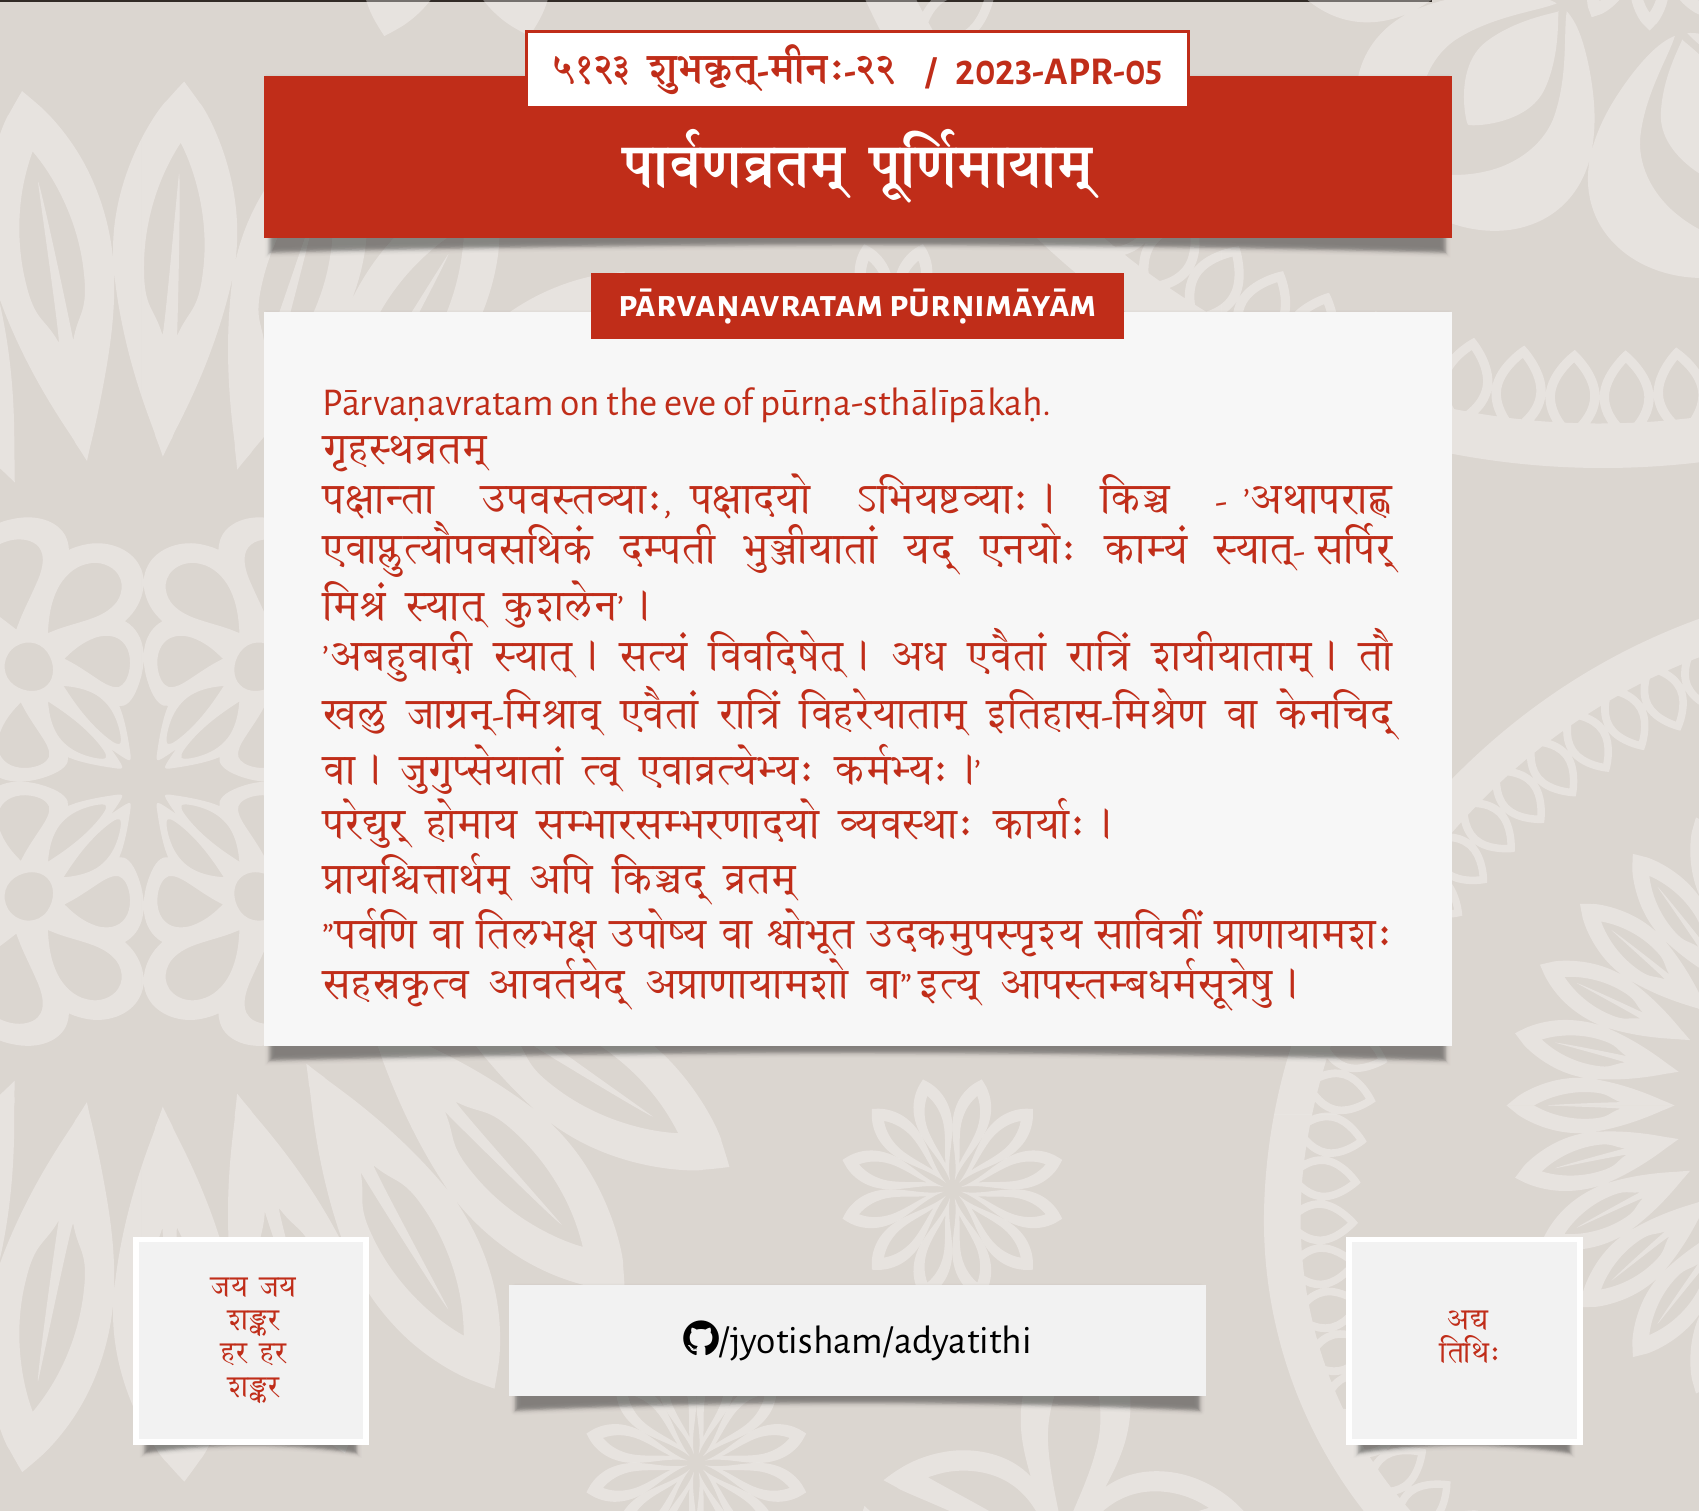 ५१२३ शुभकृत्-मीनः-२२ / 2023-APR-05
पार्वणव्रतम् पूर्णिमायाम्
PĀRVAṆAVRATAM PŪRṆIMĀYĀM
Pārvaṇavratam on the eve of pūrṇa-sthālīpākaḥ.
गृहस्थव्रतम्
पक्षान्ता उपवस्तव्याः, पक्षादयो ऽभियष्टव्याः। किञ्च - ’अथापराह्ण
एवाप्लुत्यौपवसथिकं दम्पती भुञ्जीयातां यद् एनयोः काम्यं स्यात्- सर्पिर्
मिश्रं स्यात् कुशलेन’।
’अबहुवादी स्यात्। सत्यं विवदिषेत्। अध एवैतां रात्रिं शयीयाताम्। तौ
खलु जाग्रन्-मिश्राव् एवैतां रात्रिं विहरेयाताम् इतिहास-मिश्रेण वा केनचिद्
वा। जुगुप्सेयातां त्व् एवाव्रत्येभ्यः कर्मभ्यः।’
परेद्युर् होमाय सम्भारसम्भरणादयो व्यवस्थाः कार्याः।
प्रायश्चित्तार्थम् अपि किञ्चद् व्रतम्
”पर्वणि वा तिलभक्ष उपोष्य वा श्वोभूत उदकमुपस्पृश्य सावित्रीं प्राणायामशः
सहस्रकृत्व आवर्तयेद् अप्राणायामशो वा” इत्य् आपस्तम्बधर्मसूत्रेषु।
जय जय
शङ्कर
हर हर
शङ्कर
/jyotisham/adyatithi
अद्य
तिथिः